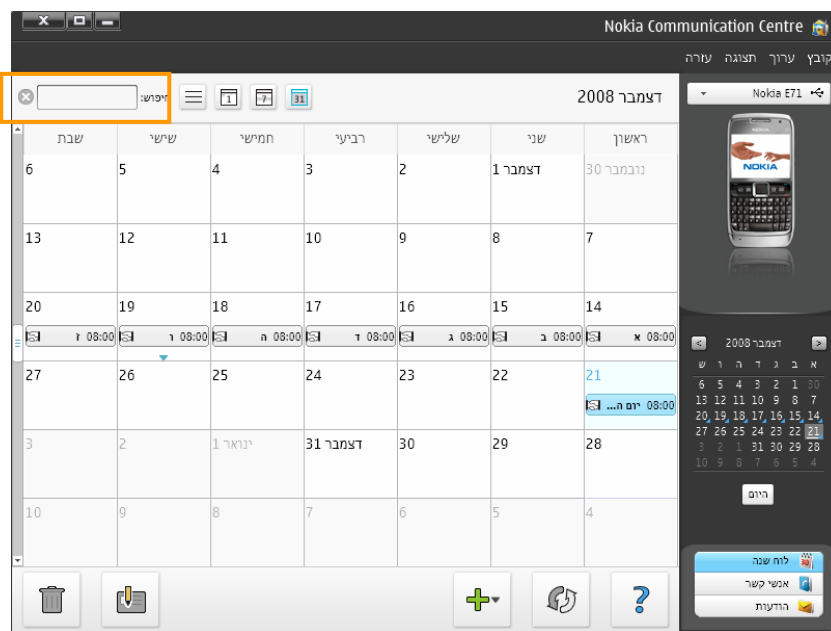 Nokia Communication Centre
קובץ ערוך תצוגה עזרה
דצמבר 2008
31 7 1
חיפוש:
Nokia E71
NOKIA
NOKIA
ראשון שני שלישי רביעי חמישי שישי שבת
נובמבר 30 דצמבר 1 2 3 4 5 6
7 8 9 10 11 12 13
14 15 16 17 18 19 20
08:00 א 08:00 ב 08:00 ג 08:00 ד 08:00 ה 08:00 ו 08:00 ז
21 22 23 24 25 26 27
08:00 יום ה...
28 29 30 דצמבר 31 ינואר 1 2 3
4 5 6 7 8 9 10
דצמבר 2008
א ב ג ד ה ו ש
30 1 2 3 4 5 6
7 8 9 10 11 12 13
14 15 16 17 18 19 20
21 22 23 24 25 26 27
28 29 30 31 1 2 3
4 5 6 7 8 9 10
היום
לוח שנה
אנשי קשר
הודעות